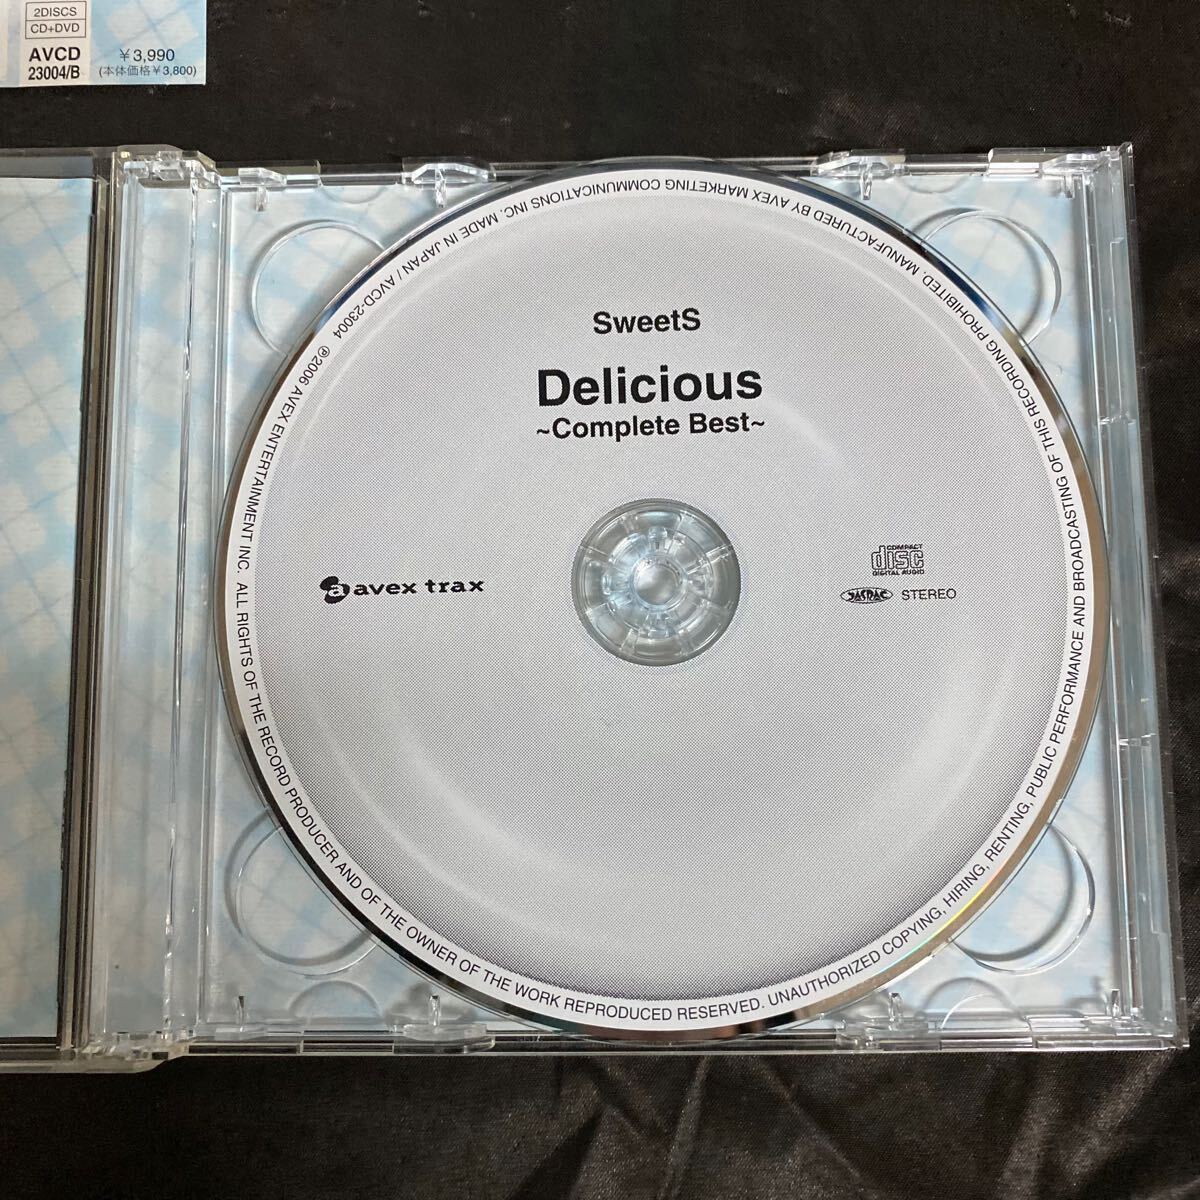 2DISCS
CD+DVD
AVCD
23004/B
￥3,990
(本体価格￥3,800)
SweetS
Delicious
~Complete Best~
a avex trax
COMPACT
disc
DIGITAL AUDIO
JASRAC
STEREO
℗2006 AVEX ENTERTAINMENT INC. ALL RIGHTS OF THE RECORD PRODUCER AND OF THE OWNER OF THE WORK REPRODUCED RESERVED. UNAUTHORIZED COPYING, HIRING, RENTING, PUBLIC PERFORMANCE AND BROADCASTING OF THIS RECORDING PROHIBITED. MANUFACTURED BY AVEX MARKETING COMMUNICATIONS INC. MADE IN JAPAN / AVCD-23004